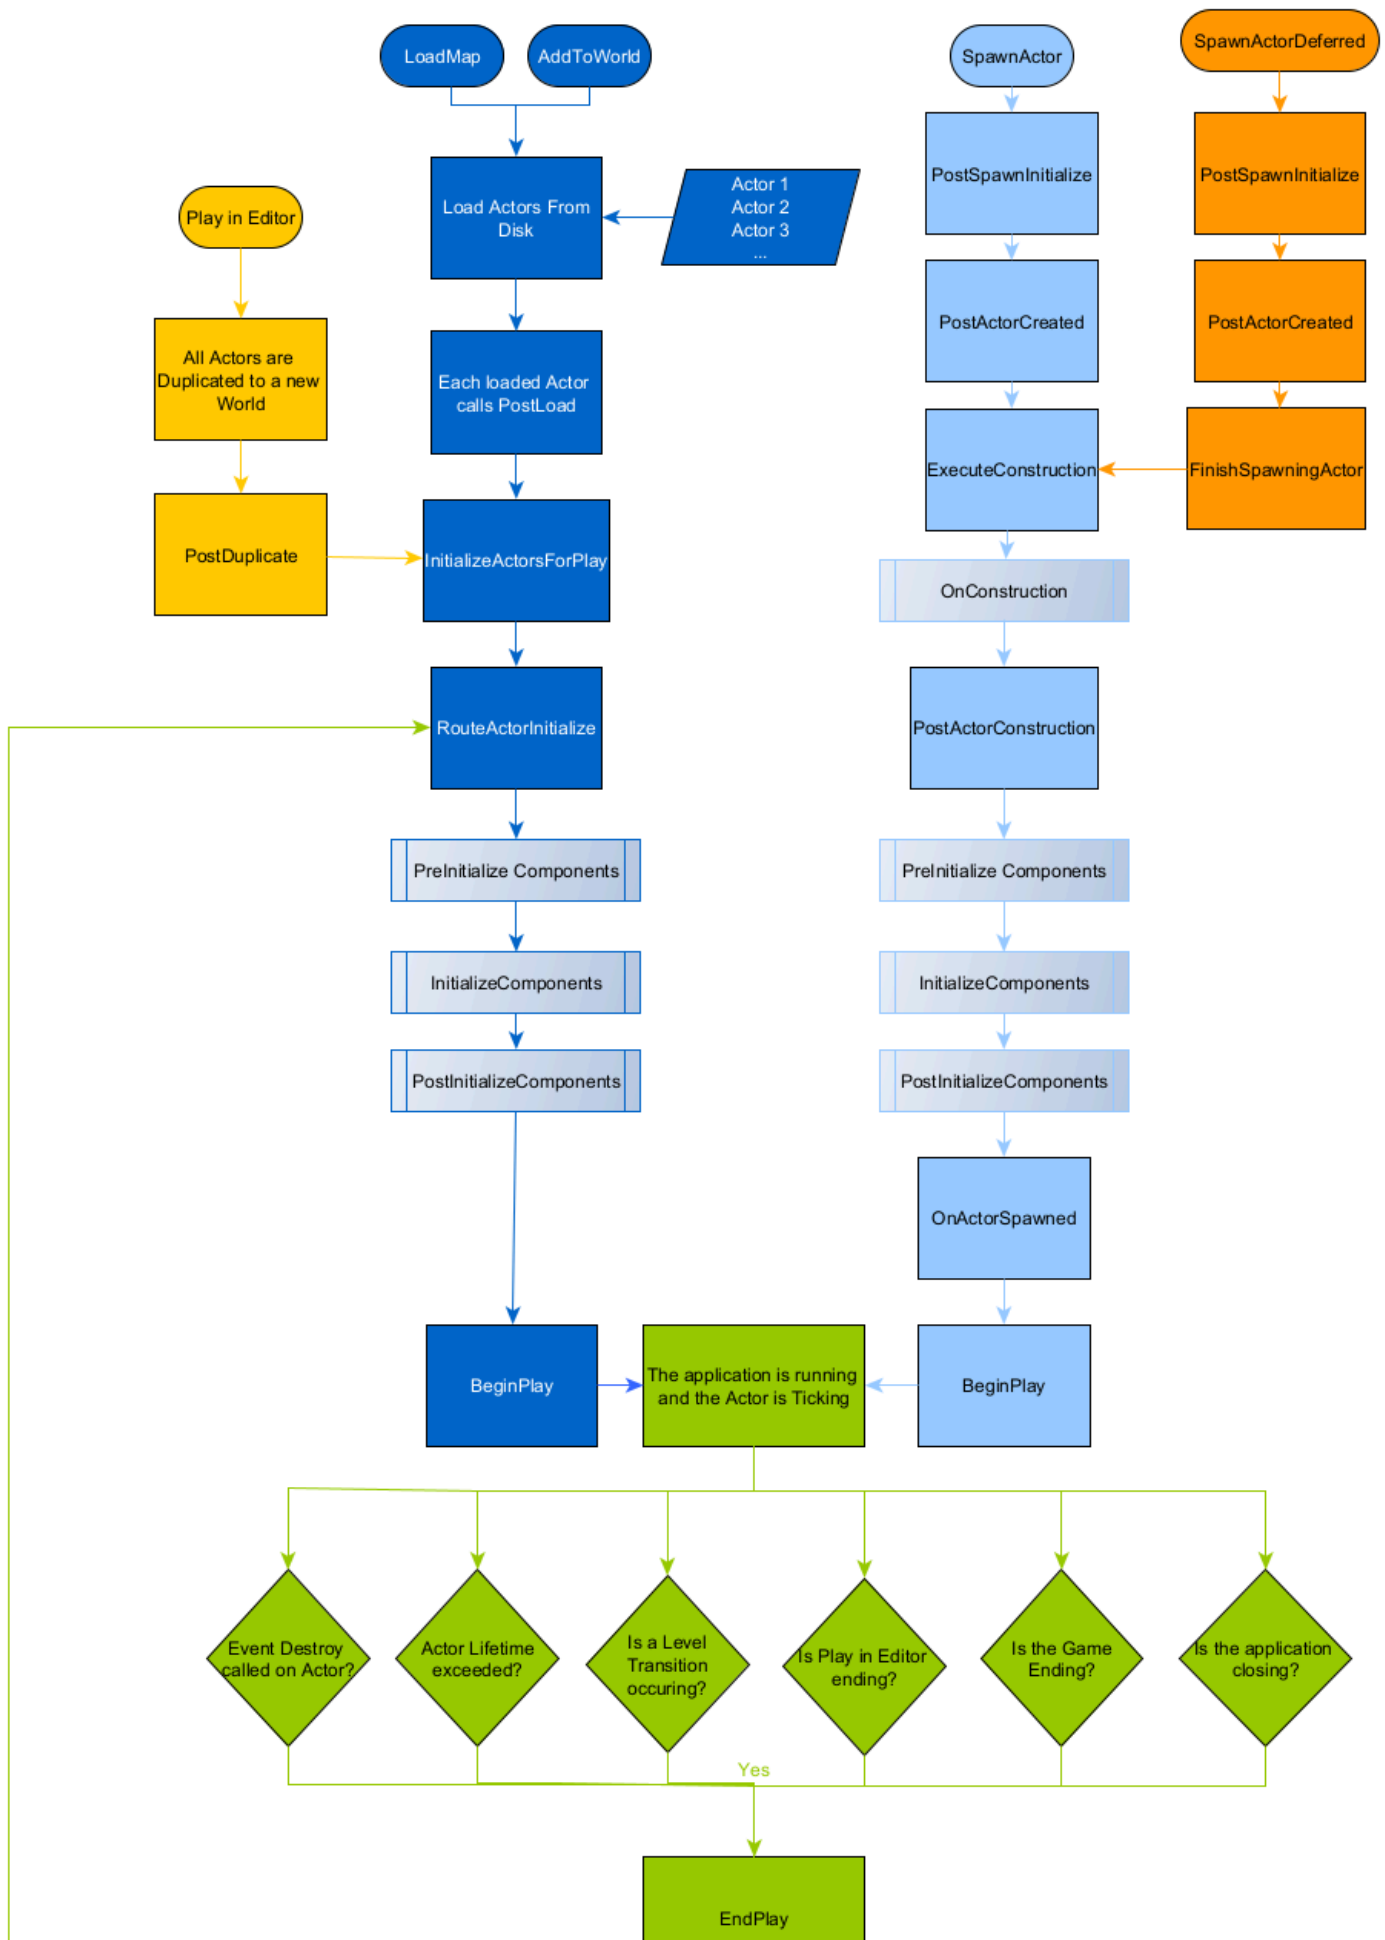 LoadMap
AddToWorld
SpawnActor
SpawnActorDeferred
Load Actors From
Disk
Actor 1
Actor 2
Actor 3
...
PostSpawnInitialize
PostSpawnInitialize
Play in Editor
All Actors are
Duplicated to a new
World
Each loaded Actor
calls PostLoad
PostActorCreated
PostActorCreated
PostDuplicate
InitializeActorsForPlay
ExecuteConstruction
FinishSpawningActor
OnConstruction
RouteActorInitialize
PostActorConstruction
PreInitialize Components
PreInitialize Components
InitializeComponents
InitializeComponents
PostInitializeComponents
PostInitializeComponents
OnActorSpawned
BeginPlay
The application is running
and the Actor is Ticking
BeginPlay
Event Destroy
called on Actor?
Actor Lifetime
exceeded?
Is a Level
Transition
occuring?
Is Play in Editor
ending?
Is the Game
Ending?
Is the application
closing?
Yes
EndPlay